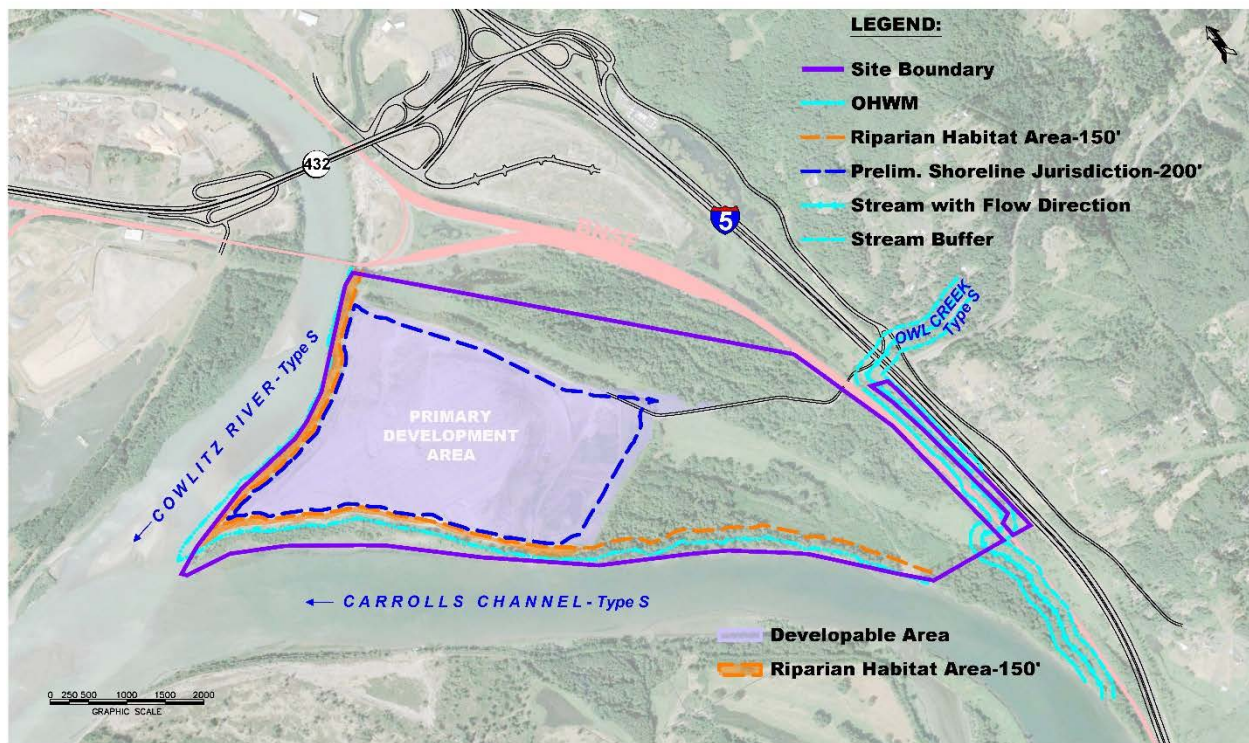 LEGEND:
Site Boundary
OHWM
Riparian Habitat Area-150'
Prelim. Shoreline Jurisdiction-200'
Stream with Flow Direction
Stream Buffer
432
5
BNSF
OWL CREEK
Type S
COWLITZ RIVER - Type S
PRIMARY
DEVELOPMENT
AREA
CARROLLS CHANNEL - Type S
Developable Area
Riparian Habitat Area-150'
0 250 500 1000 1500 2000
GRAPHIC SCALE